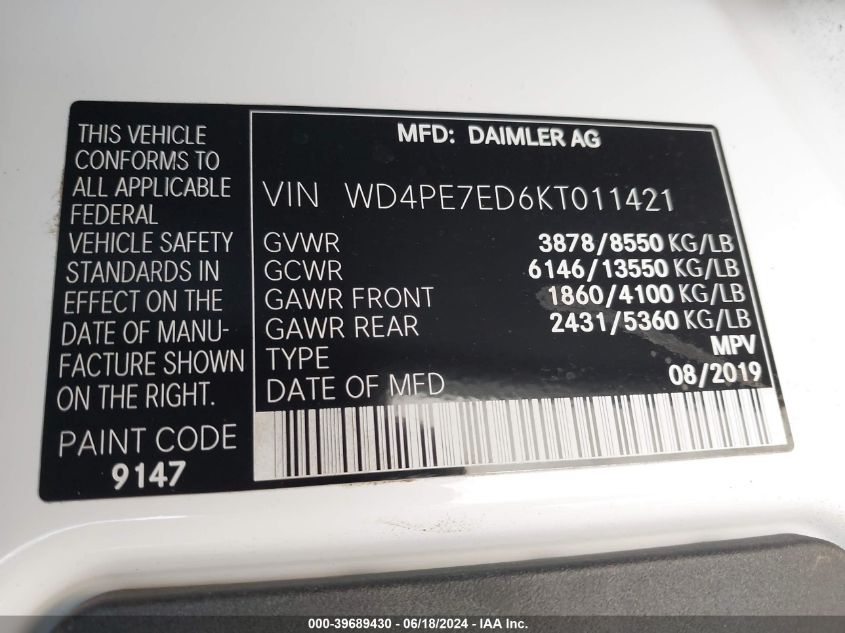 THIS VEHICLE
CONFORMS TO
ALL APPLICABLE
FEDERAL
VEHICLE SAFETY
STANDARDS IN
EFFECT ON THE
DATE OF MANU-
FACTURE SHOWN
ON THE RIGHT.
PAINT CODE
9147
MFD: DAIMLER AG
VIN WD4PE7ED6KT011421
GVWR 3878/8550 KG/LB
GCWR 6146/13550 KG/LB
GAWR FRONT 1860/4100 KG/LB
GAWR REAR 2431/5360 KG/LB
TYPE MPV
DATE OF MFD 08/2019
000-39689430 - 06/18/2024 - IAA Inc.